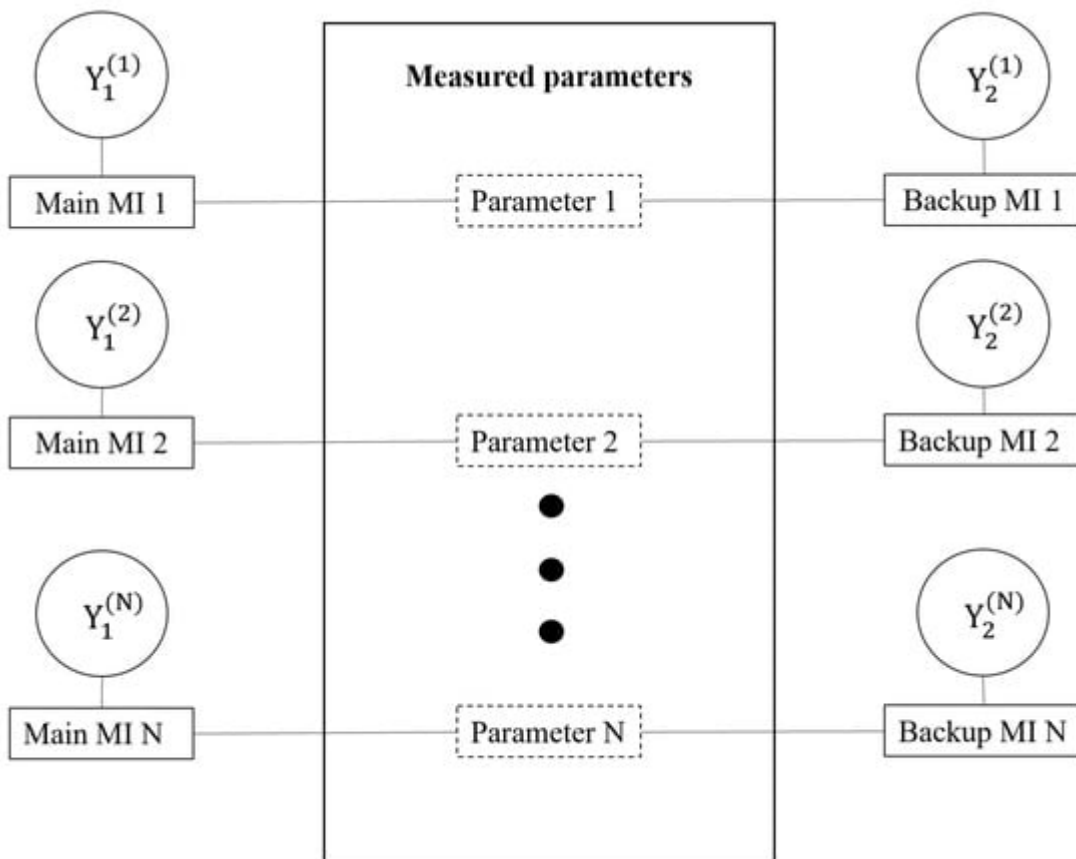 Y₁⁽¹⁾
Measured parameters
Y₂⁽¹⁾
Main MI 1
Parameter 1
Backup MI 1
Y₁⁽²⁾
Y₂⁽²⁾
Main MI 2
Parameter 2
Backup MI 2
Y₁⁽ᴺ⁾
Y₂⁽ᴺ⁾
Main MI N
Parameter N
Backup MI N